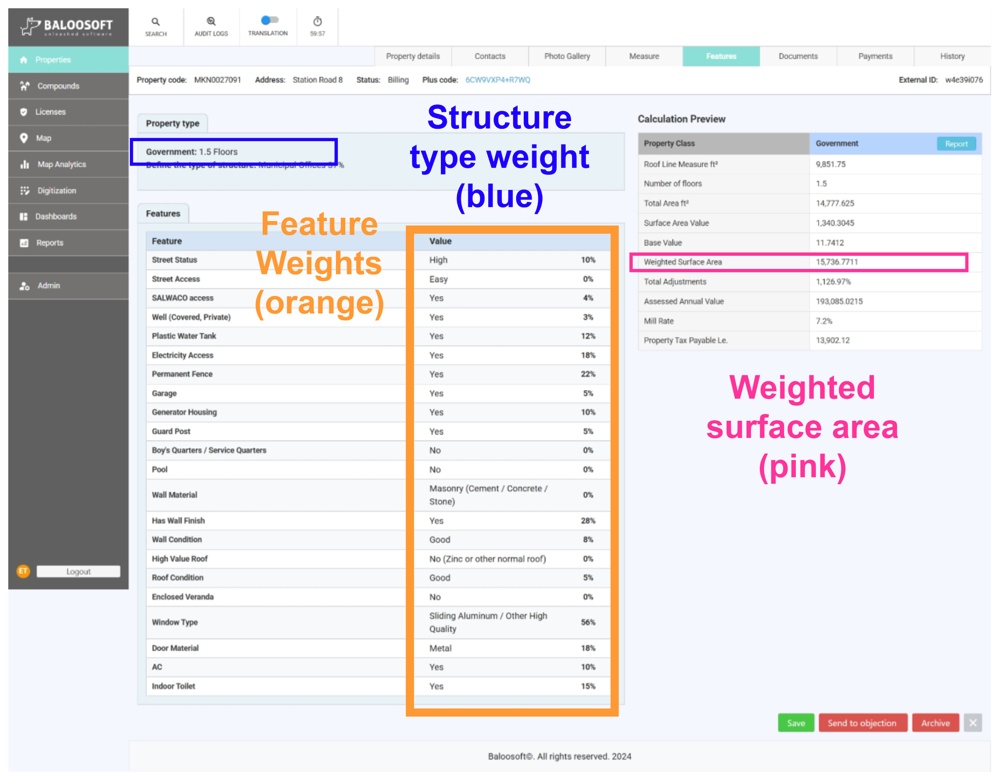 BALOOSOFT
unleashed software
SEARCH
AUDIT LOGS
TRANSLATION
59:57
Properties
Compounds
Licenses
Map
Map Analytics
Digitization
Dashboards
Reports
Admin
ET
Logout
Property details
Contacts
Photo Gallery
Measure
Features
Documents
Payments
History
Property code: MKN0027091 Address: Station Road 8 Status: Billing Plus code: 6CW9VXP4+R7WQ External ID: w4e39i076
Property type
Government: 1.5 Floors
Define the type of structure: Municipal Offices 37%
Structure
type weight
(blue)
Features
Feature
Weights
(orange)
Feature Value
Street Status High 10%
Street Access Easy 0%
SALWACO access Yes 4%
Well (Covered, Private) Yes 3%
Plastic Water Tank Yes 12%
Electricity Access Yes 18%
Permanent Fence Yes 22%
Garage Yes 5%
Generator Housing Yes 10%
Guard Post Yes 5%
Boy's Quarters / Service Quarters No 0%
Pool No 0%
Wall Material Masonry (Cement / Concrete /
Stone) 0%
Has Wall Finish Yes 28%
Wall Condition Good 8%
High Value Roof No (Zinc or other normal roof) 0%
Roof Condition Good 5%
Enclosed Veranda No 0%
Window Type Sliding Aluminum / Other High
Quality 56%
Door Material Metal 18%
AC Yes 10%
Indoor Toilet Yes 15%
Calculation Preview
Property Class Government Report
Roof Line Measure ft² 9,851.75
Number of floors 1.5
Total Area ft² 14,777.625
Surface Area Value 1,340.3045
Base Value 11.7412
Weighted Surface Area 15,736.7711
Total Adjustments 1,126.97%
Assessed Annual Value 193,085.0215
Mill Rate 7.2%
Property Tax Payable Le. 13,902.12
Weighted
surface area
(pink)
Save
Send to objection
Archive
Baloosoft©. All rights reserved. 2024